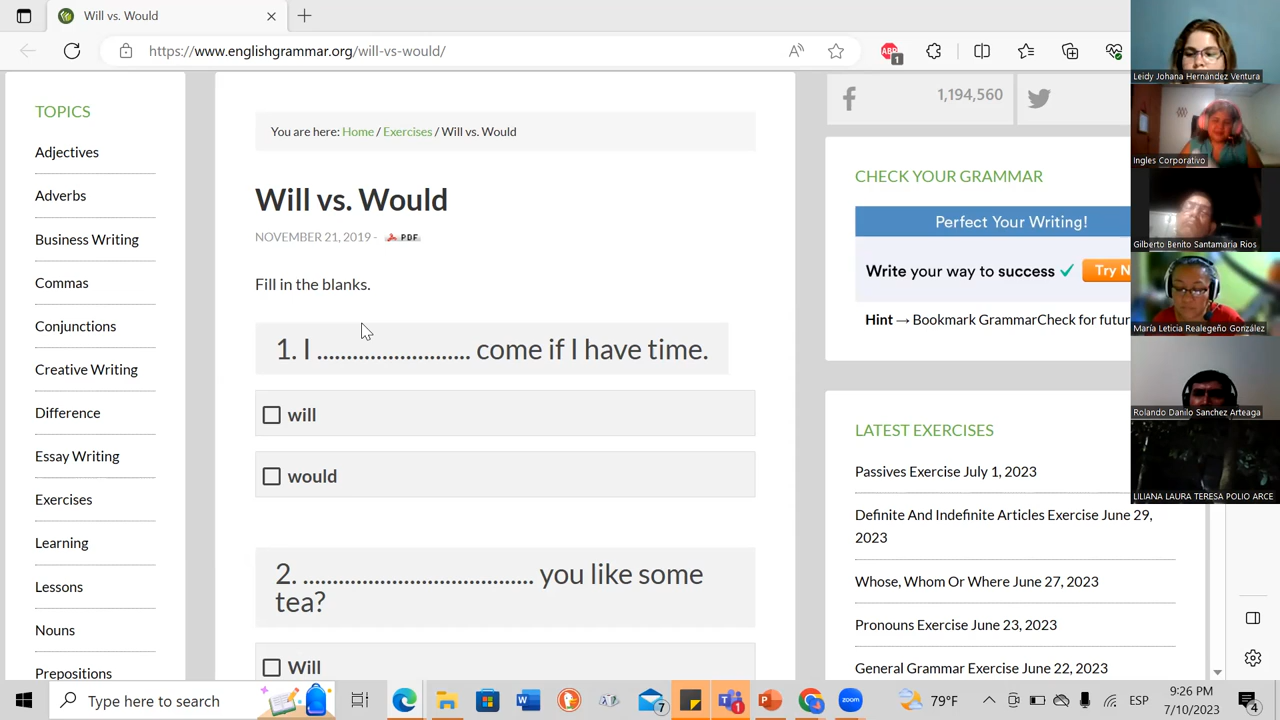 Will vs. Would
https://www.englishgrammar.org/will-vs-would/
ABP
1
TOPICS
Adjectives
Adverbs
Business Writing
Commas
Conjunctions
Creative Writing
Difference
Essay Writing
Exercises
Learning
Lessons
Nouns
Prepositions
You are here: Home / Exercises / Will vs. Would
Will vs. Would
NOVEMBER 21, 2019 - PDF
Fill in the blanks.
1. I .......................... come if I have time.
will
would
2. ....................................... you like some
tea?
Will
1,194,560
CHECK YOUR GRAMMAR
Perfect Your Writing!
Write your way to success ✓ Try N
Hint → Bookmark GrammarCheck for futur
LATEST EXERCISES
Passives Exercise July 1, 2023
Definite And Indefinite Articles Exercise June 29,
2023
Whose, Whom Or Where June 27, 2023
Pronouns Exercise June 23, 2023
General Grammar Exercise June 22, 2023
Leidy Johana Hernández Ventura
Ingles Corporativo
Gilberto Benito Santamaria Rios
María Leticia Realegeño González
Rolando Danilo Sanchez Arteaga
LILIANA LAURA TERESA POLIO ARCE
Type here to search
7
1
zoom
79°F
ESP
9:26 PM
7/10/2023
4